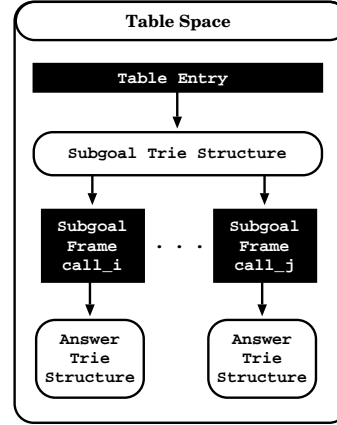 Table Space
Table Entry
Subgoal Trie Structure
Subgoal
Frame
call_i
. . .
Subgoal
Frame
call_j
Answer
Trie
Structure
Answer
Trie
Structure